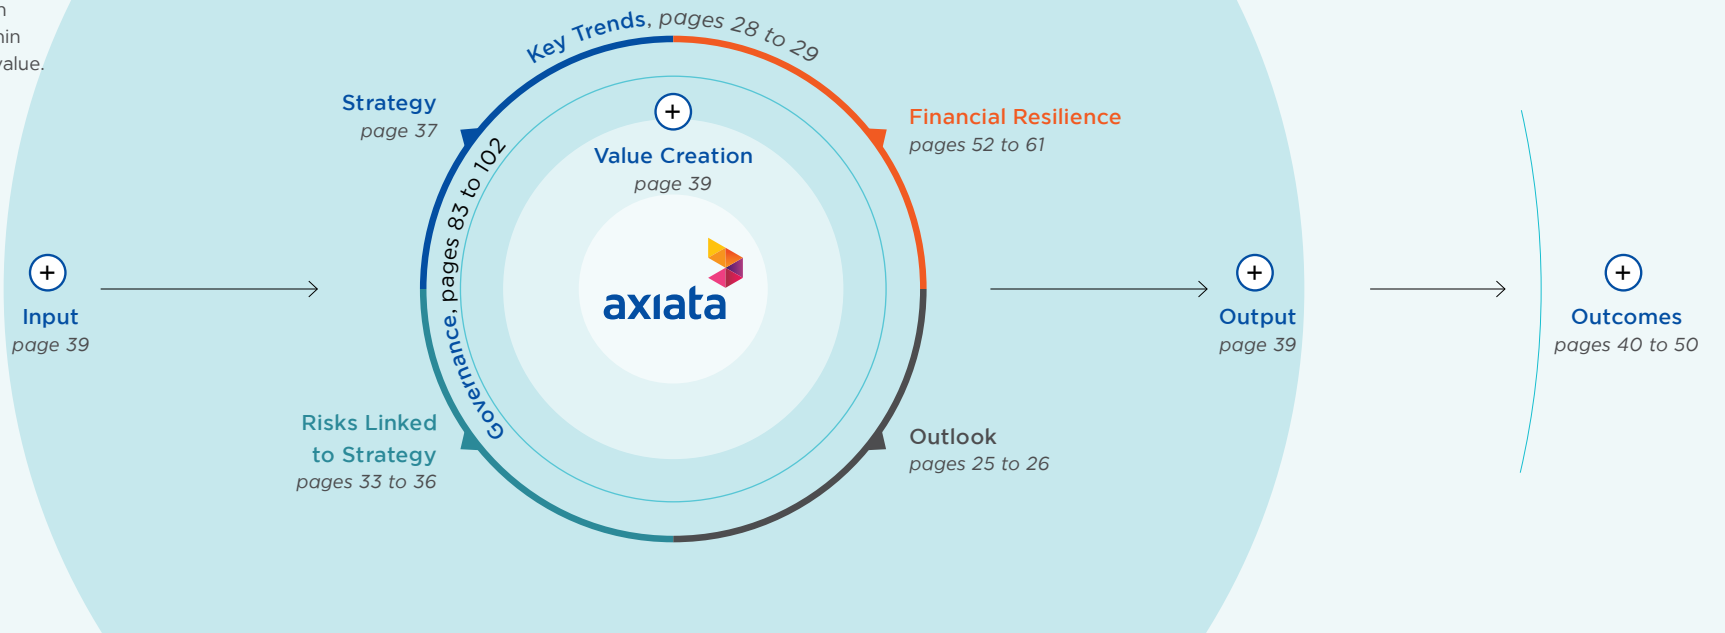 value.
Key Trends, pages 28 to 29
Strategy
page 37
Financial Resilience
pages 52 to 61
Governance, pages 83 to 102
+
Value Creation
page 39
axiata
+
Input
page 39
+
Output
page 39
+
Outcomes
pages 40 to 50
Risks Linked
to Strategy
pages 33 to 36
Outlook
pages 25 to 26